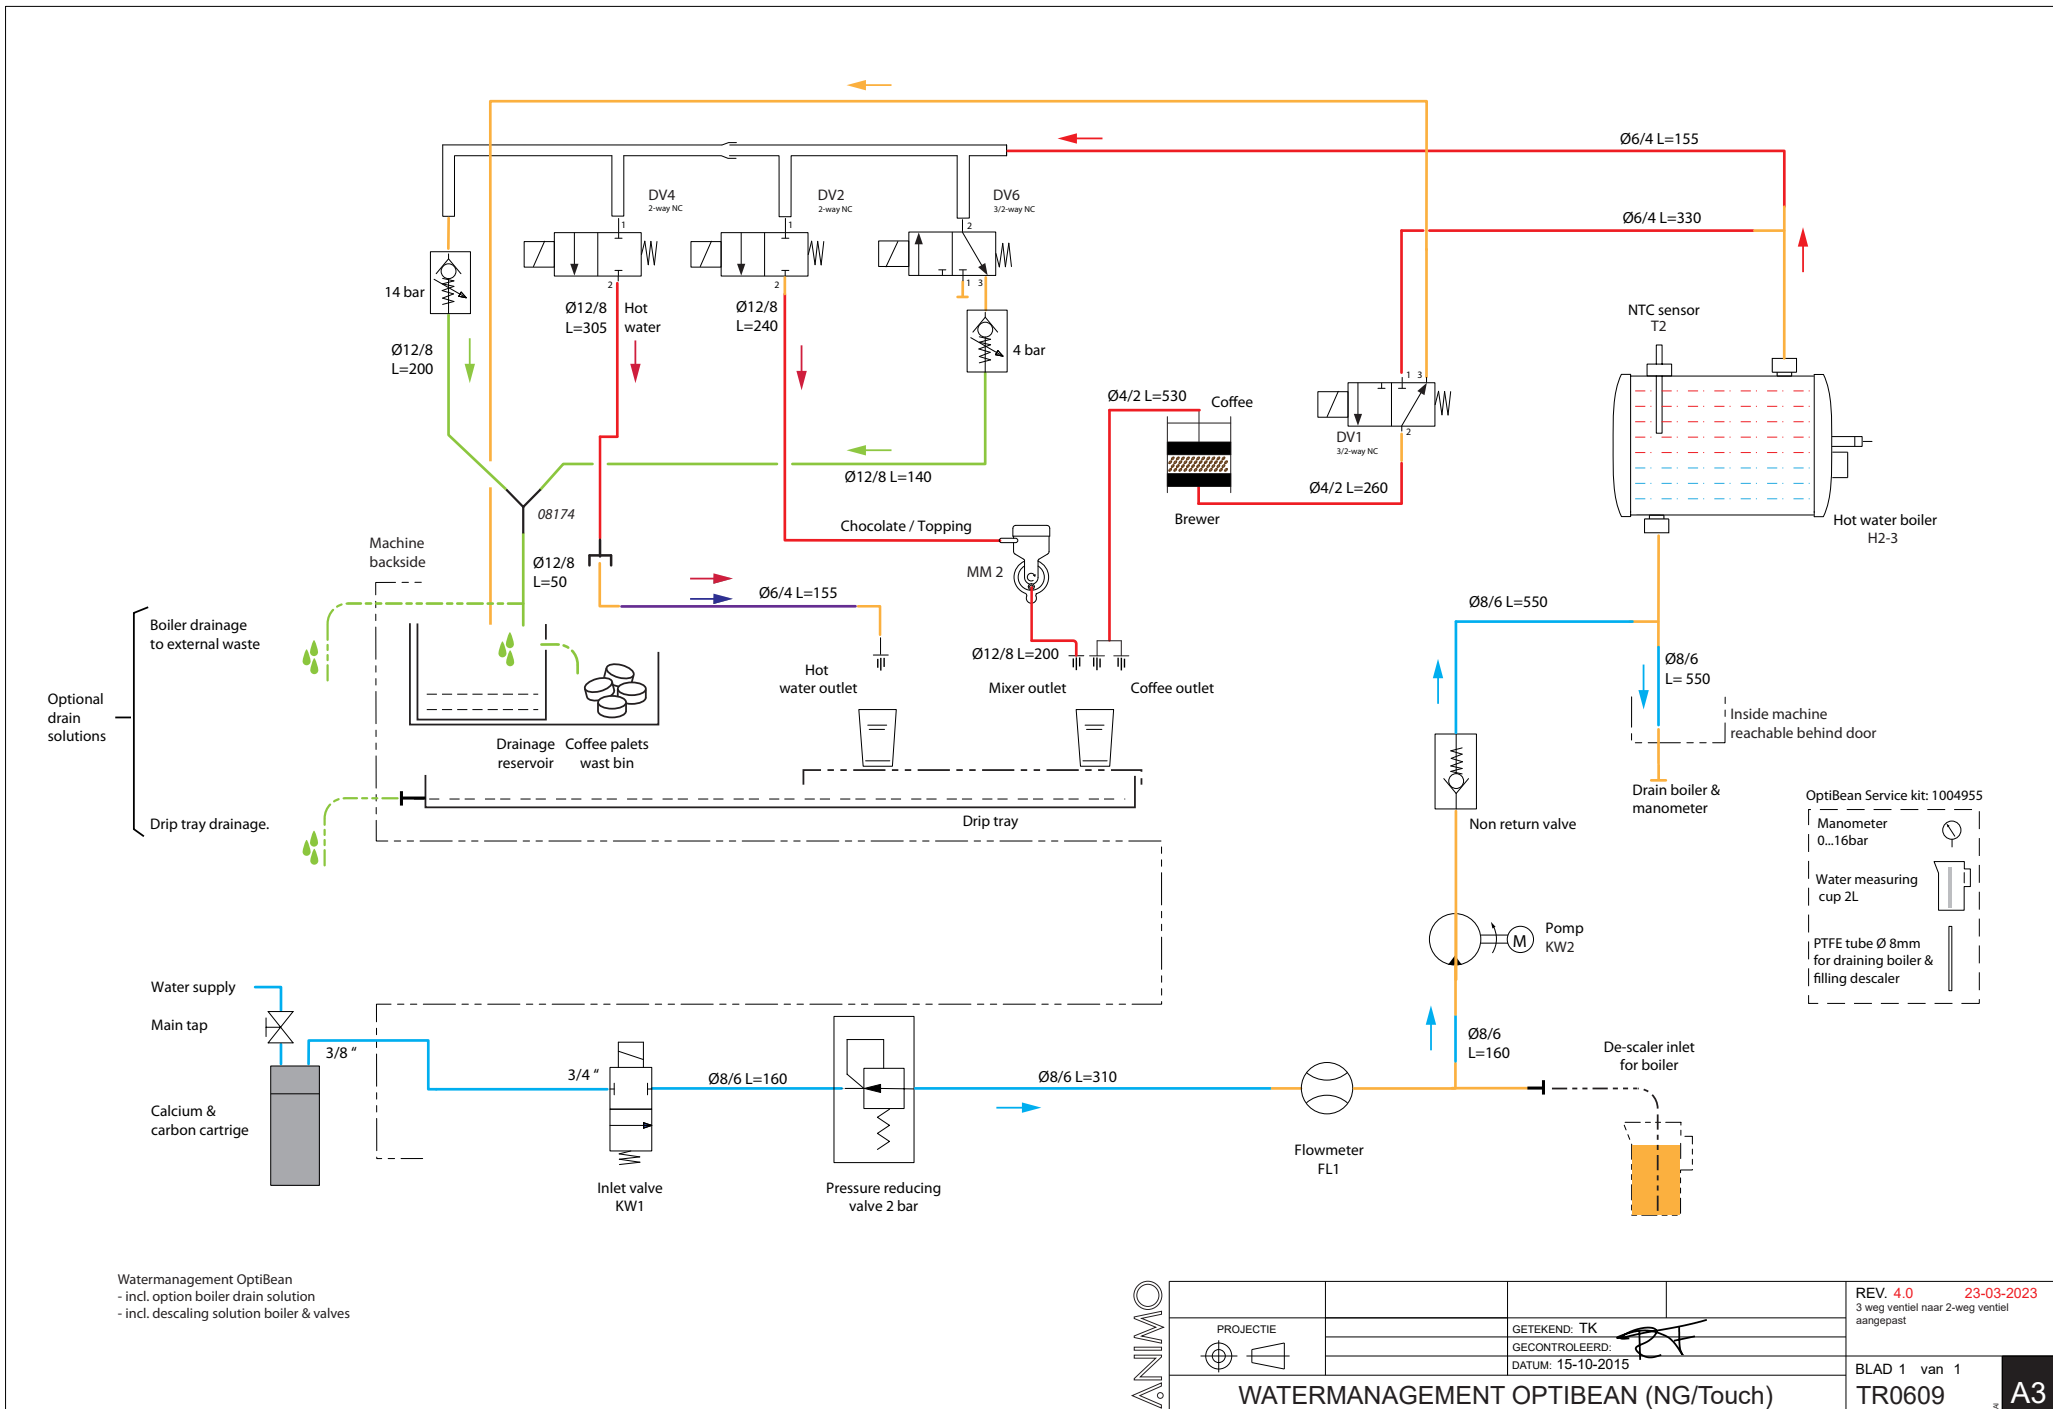 Ø6/4 L=155
DV4
2-way NC
DV2
2-way NC
DV6
3/2-way NC
Ø6/4 L=330
1
1
2
14 bar
2
2
1
3
Ø12/8
L=305
Hot
water
Ø12/8
L=240
NTC sensor
T2
Ø12/8
L=200
4 bar
1
3
Ø4/2 L=530
Coffee
DV1
3/2-way NC
2
Ø12/8 L=140
Ø4/2 L=260
08174
Chocolate / Topping
Brewer
Hot water boiler
H2-3
Machine
backside
Ø12/8
L=50
MM 2
Ø6/4 L=155
Ø8/6 L=550
Boiler drainage
to external waste
Ø12/8 L=200
Ø8/6
L= 550
Hot
water outlet
Mixer outlet
Coffee outlet
Optional
drain
solutions
Inside machine
reachable behind door
Drainage
reservoir
Coffee palets
wast bin
Drain boiler &
manometer
OptiBean Service kit: 1004955
Drip tray drainage.
Drip tray
Non return valve
Manometer
0...16bar
Water measuring
cup 2L
Pomp
KW2
M
PTFE tube Ø 8mm
for draining boiler &
filling descaler
Water supply
Main tap
3/8 “
3/4 “
Ø8/6 L=160
Ø8/6 L=310
Ø8/6
L=160
De-scaler inlet
for boiler
Calcium &
carbon cartrige
Flowmeter
FL1
Inlet valve
KW1
Pressure reducing
valve 2 bar
Watermanagement OptiBean
- incl. option boiler drain solution
- incl. descaling solution boiler & valves
REV. 4.0 23-03-2023
3 weg ventiel naar 2-weg ventiel
aangepast
PROJECTIE
GETEKEND: TK
GECONTROLEERD:
DATUM: 15-10-2015
BLAD 1 van 1
WATERMANAGEMENT OPTIBEAN (NG/Touch)
TR0609
A3